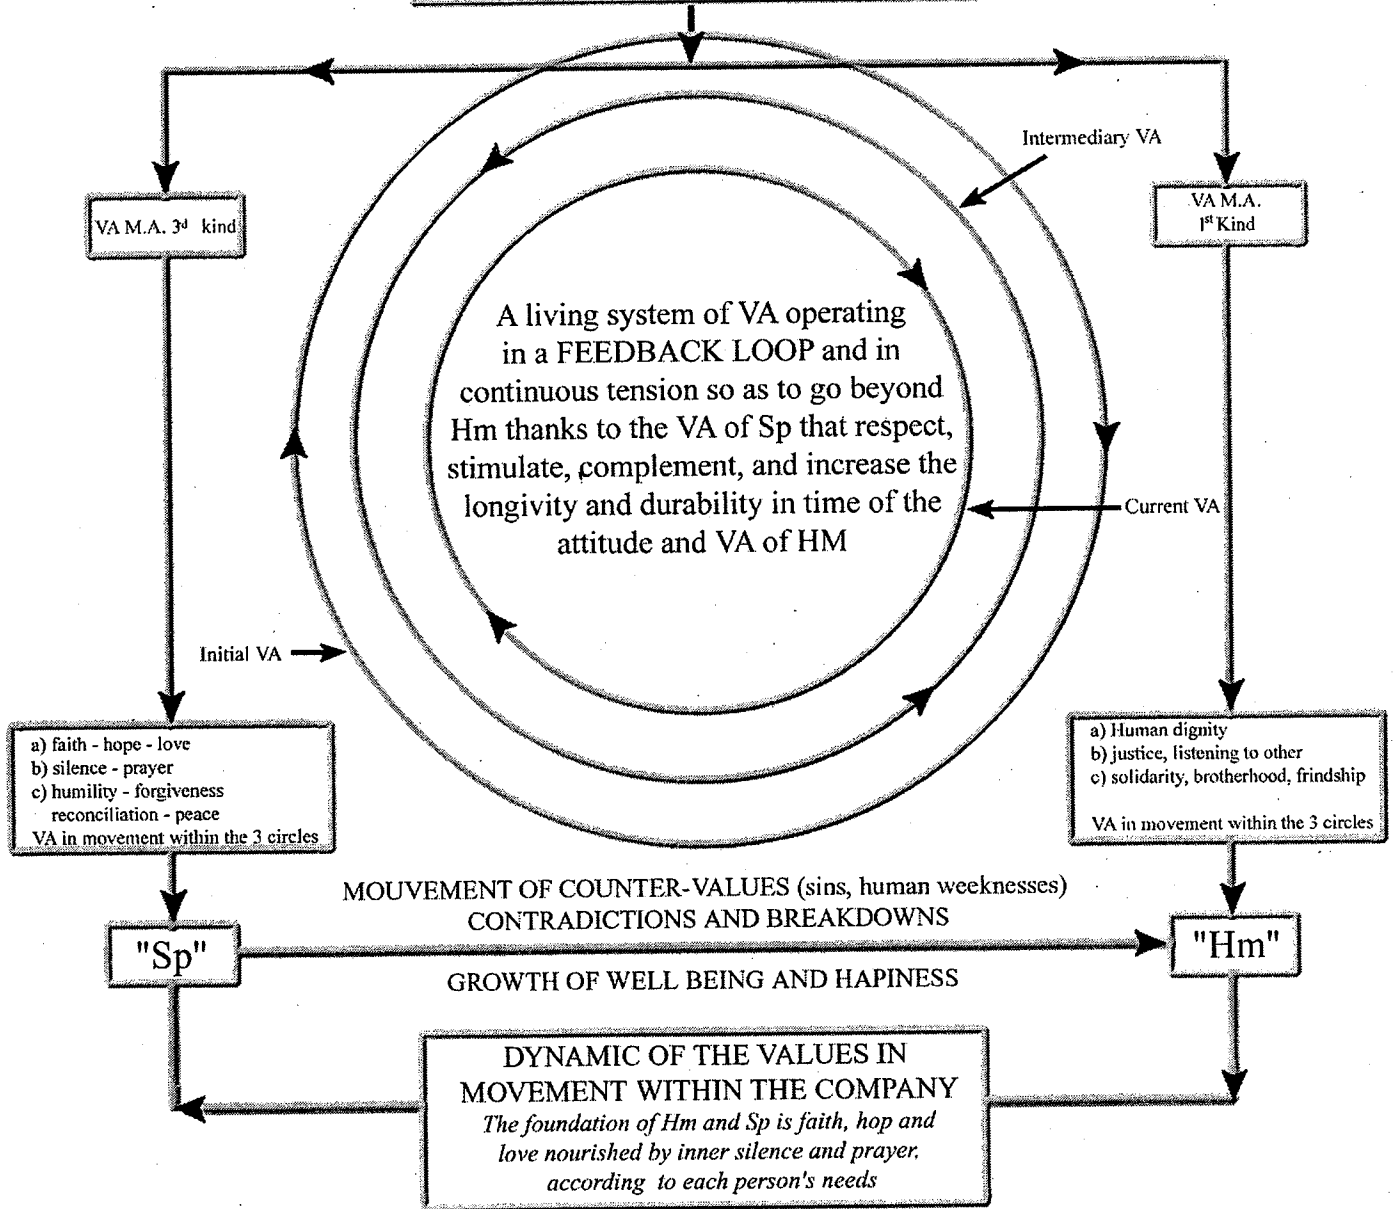 Intermediary VA
VA M.A. 3d kind
VA M.A.
1st Kind
A living system of VA operating
in a FEEDBACK LOOP and in
continuous tension so as to go beyond
Hm thanks to the VA of Sp that respect,
stimulate, complement, and increase the
longivity and durability in time of the
attitude and VA of HM
Current VA
Initial VA
a) faith - hope - love
b) silence - prayer
c) humility - forgiveness
reconciliation - peace
VA in movement within the 3 circles
a) Human dignity
b) justice, listening to other
c) solidarity, brotherhood, frindship
VA in movement within the 3 circles
MOUVEMENT OF COUNTER-VALUES (sins, human weeknesses)
CONTRADICTIONS AND BREAKDOWNS
"Sp"
"Hm"
GROWTH OF WELL BEING AND HAPINESS
DYNAMIC OF THE VALUES IN
MOVEMENT WITHIN THE COMPANY
The foundation of Hm and Sp is faith, hop and
love nourished by inner silence and prayer,
according to each person's needs